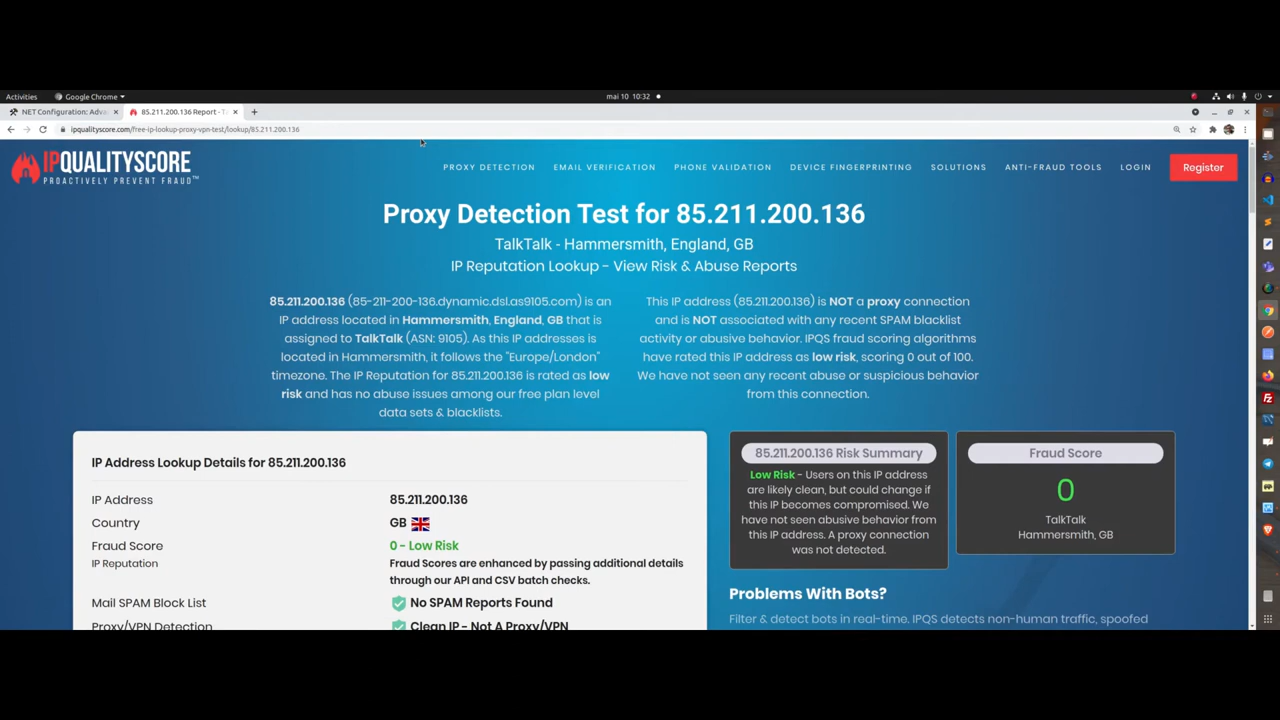 Activities
Google Chrome
mai 10 10:32
NET Configuration: Adva
85.211.200.136 Report - T
ipqualityscore.com/free-ip-lookup-proxy-vpn-test/lookup/85.211.200.136
IPQUALITYSCORE
PROACTIVELY PREVENT FRAUD™
PROXY DETECTION
EMAIL VERIFICATION
PHONE VALIDATION
DEVICE FINGERPRINTING
SOLUTIONS
ANTI-FRAUD TOOLS
LOGIN
Register
Proxy Detection Test for 85.211.200.136
TalkTalk - Hammersmith, England, GB
IP Reputation Lookup - View Risk & Abuse Reports
85.211.200.136 (85-211-200-136.dynamic.dsl.as9105.com) is an
IP address located in Hammersmith, England, GB that is
assigned to TalkTalk (ASN: 9105). As this IP addresses is
located in Hammersmith, it follows the "Europe/London"
timezone. The IP Reputation for 85.211.200.136 is rated as low
risk and has no abuse issues among our free plan level
data sets & blacklists.
This IP address (85.211.200.136) is NOT a proxy connection
and is NOT associated with any recent SPAM blacklist
activity or abusive behavior. IPQS fraud scoring algorithms
have rated this IP address as low risk, scoring 0 out of 100.
We have not seen any recent abuse or suspicious behavior
from this connection.
IP Address Lookup Details for 85.211.200.136
IP Address
85.211.200.136
Country
GB
Fraud Score
IP Reputation
0 - Low Risk
Fraud Scores are enhanced by passing additional details
through our API and CSV batch checks.
Mail SPAM Block List
No SPAM Reports Found
Proxy/VPN Detection
Clean IP - Not A Proxy/VPN
85.211.200.136 Risk Summary
Low Risk - Users on this IP address
are likely clean, but could change if
this IP becomes compromised. We
have not seen abusive behavior from
this IP address. A proxy connection
was not detected.
Fraud Score
0
TalkTalk
Hammersmith, GB
Problems With Bots?
Filter & detect bots in real-time. IPQS detects non-human traffic, spoofed